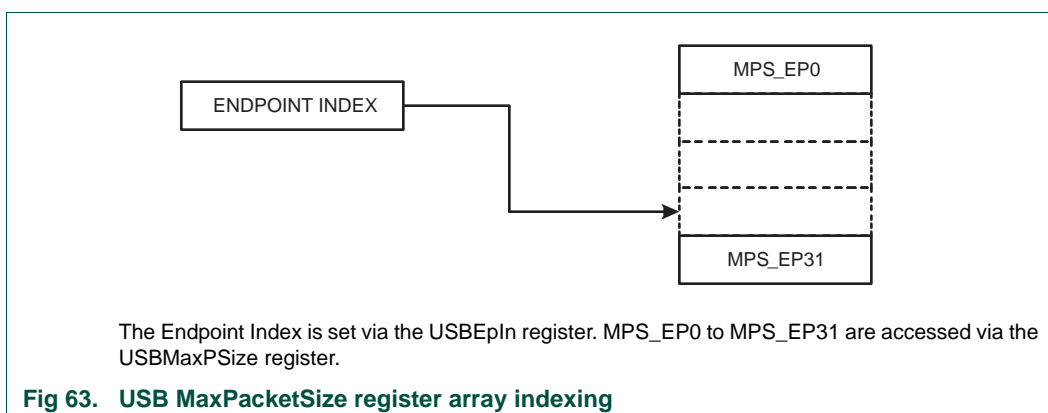 MPS_EP0
ENDPOINT INDEX
MPS_EP31
The Endpoint Index is set via the USBEpIn register. MPS_EP0 to MPS_EP31 are accessed via the
USBMaxPSize register.
Fig 63. USB MaxPacketSize register array indexing